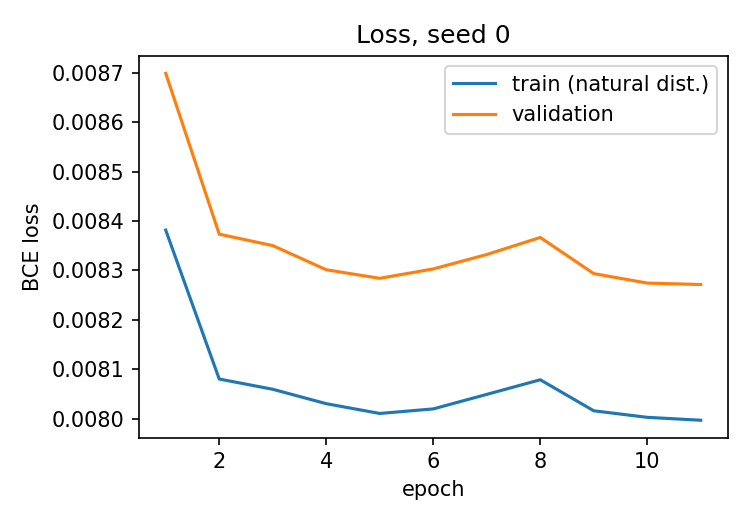 Loss, seed 0
train (natural dist.)
validation
BCE loss
0.0087
0.0086
0.0085
0.0084
0.0083
0.0082
0.0081
0.0080
2 4 6 8 10
epoch